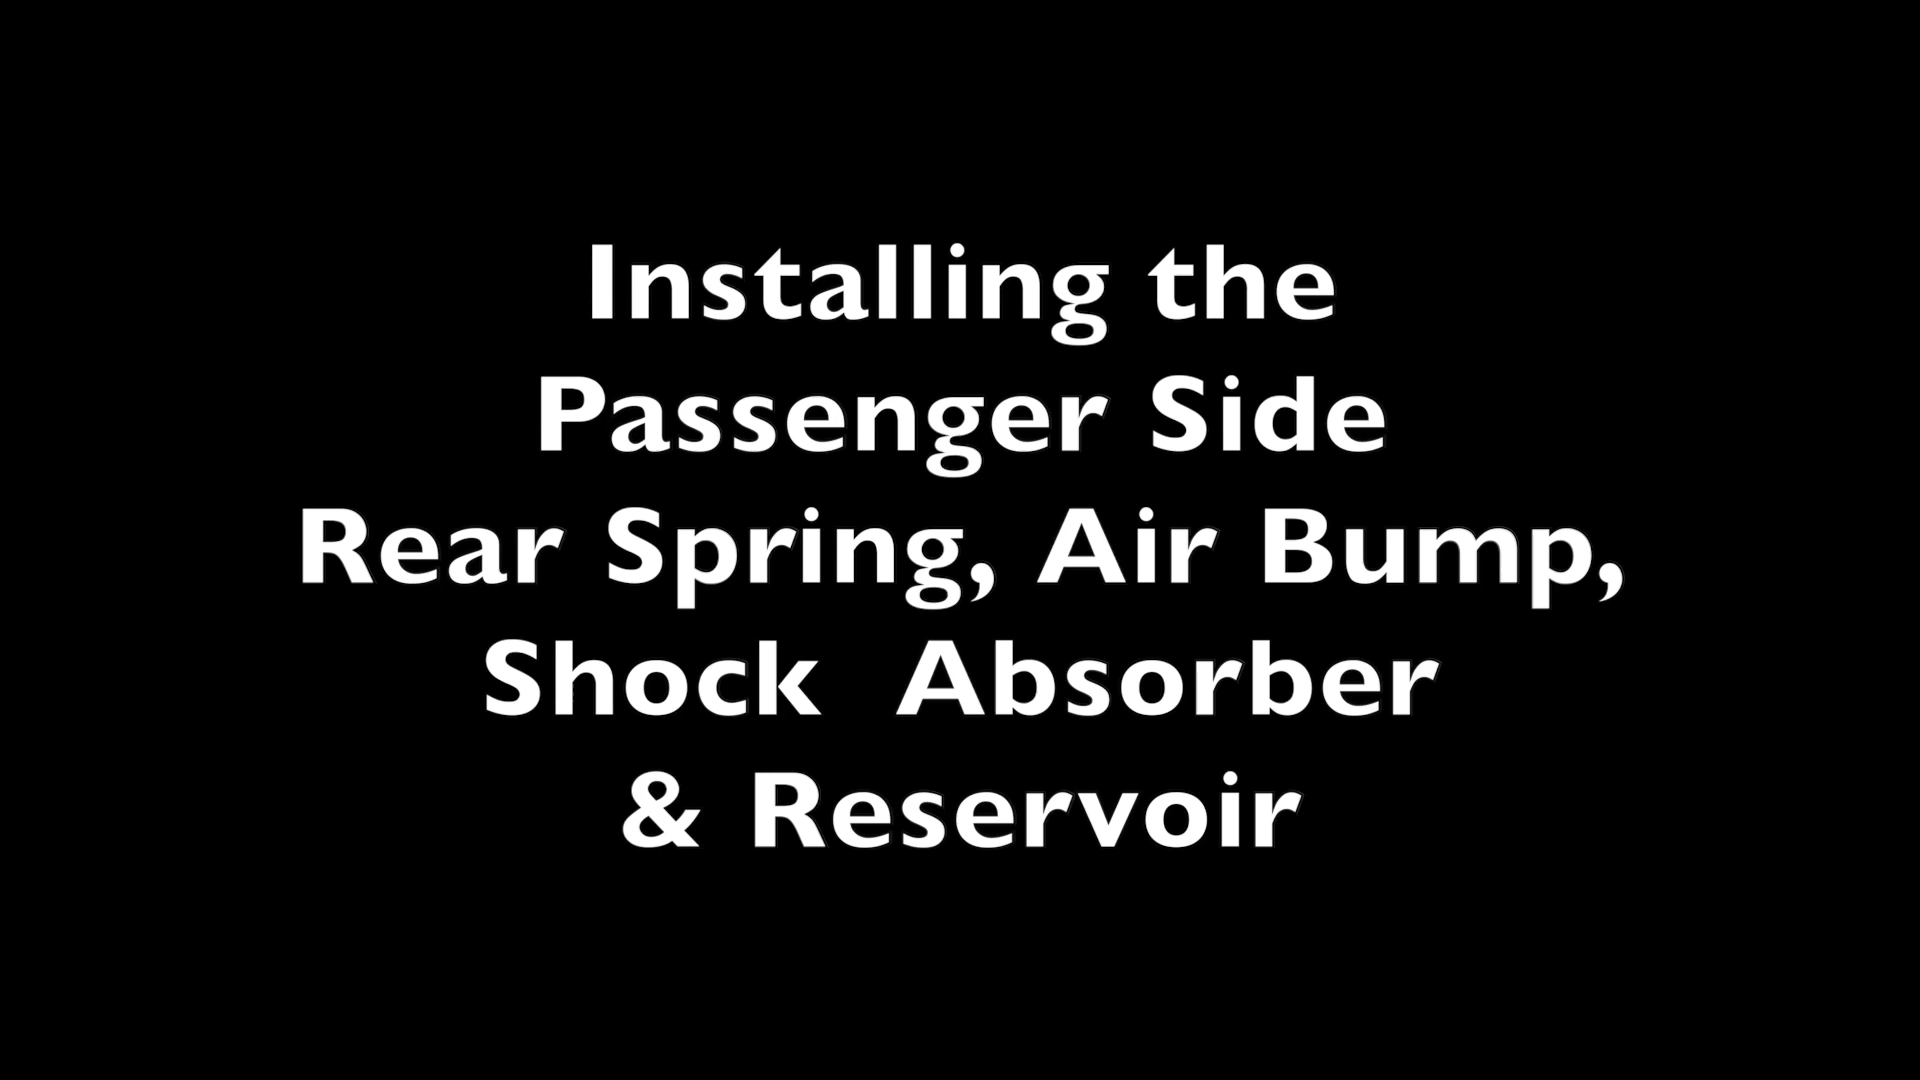 Installing the
Passenger Side
Rear Spring, Air Bump,
Shock  Absorber
& Reservoir